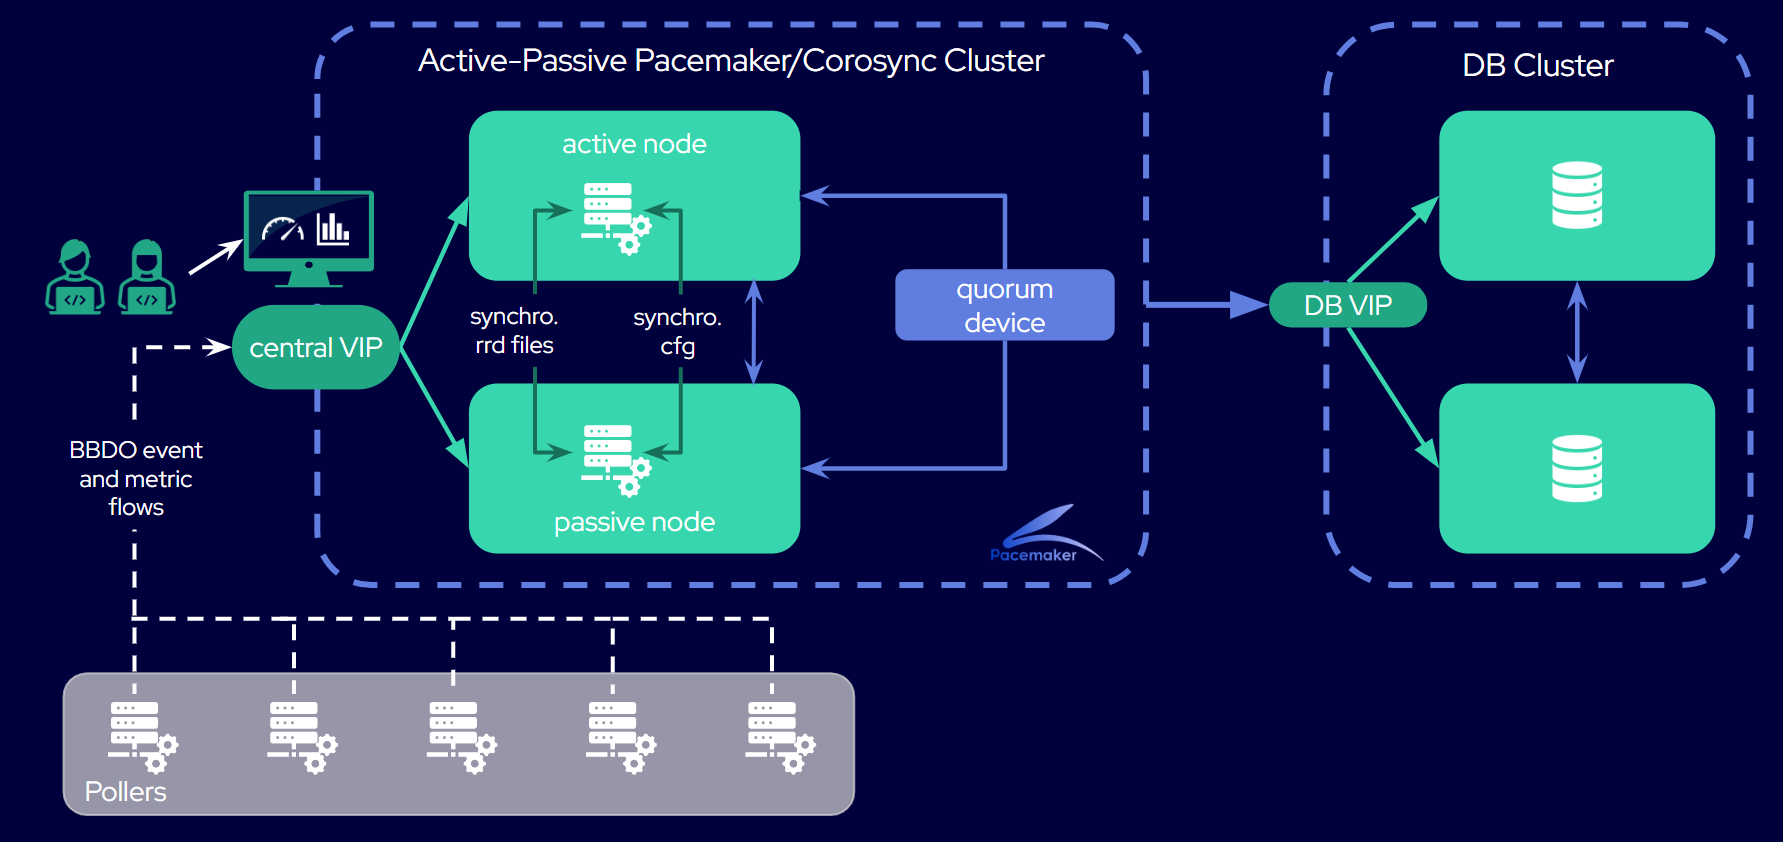 Active-Passive Pacemaker/Corosync Cluster
DB Cluster
active node
</>
</>
central VIP
synchro.
rrd files
synchro.
cfg
quorum
device
DB VIP
BBDO event
and metric
flows
passive node
Pacemaker
Pollers